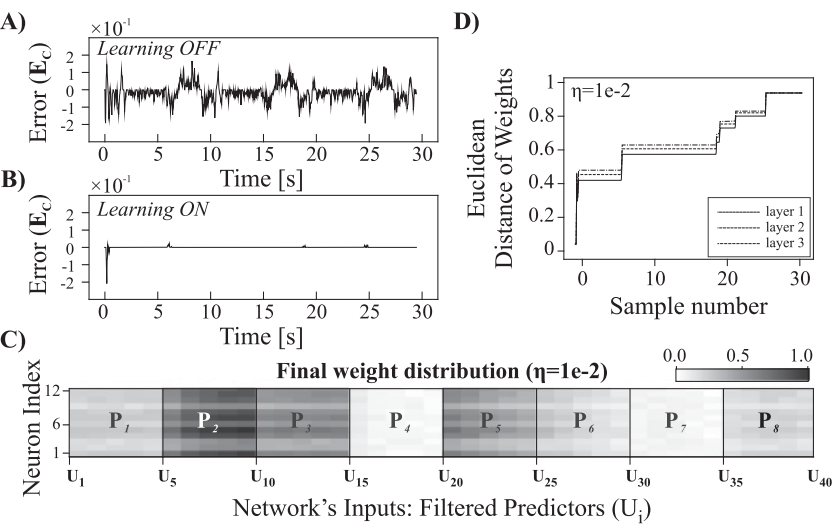 A)
×10⁻¹
Learning OFF
Error (E_c)
2
1
0
-1
-2
0 5 10 15 20 25 30
Time [s]
B)
×10⁻¹
Learning ON
Error (E_c)
2
1
0
-1
-2
0 5 10 15 20 25 30
Time [s]
D)
η=1e-2
Euclidean
Distance of Weights
1
0.8
0.6
0.4
0.2
0
layer 1
layer 2
layer 3
0 10 20 30
Sample number
C)
Final weight distribution (η=1e-2)
0.0 0.5 1.0
Neuron Index
12
6
1
P₁ P₂ P₃ P₄ P₅ P₆ P₇ P₈
U₁ U₅ U₁₀ U₁₅ U₂₀ U₂₅ U₃₀ U₃₅ U₄₀
Network's Inputs: Filtered Predictors (Uᵢ)